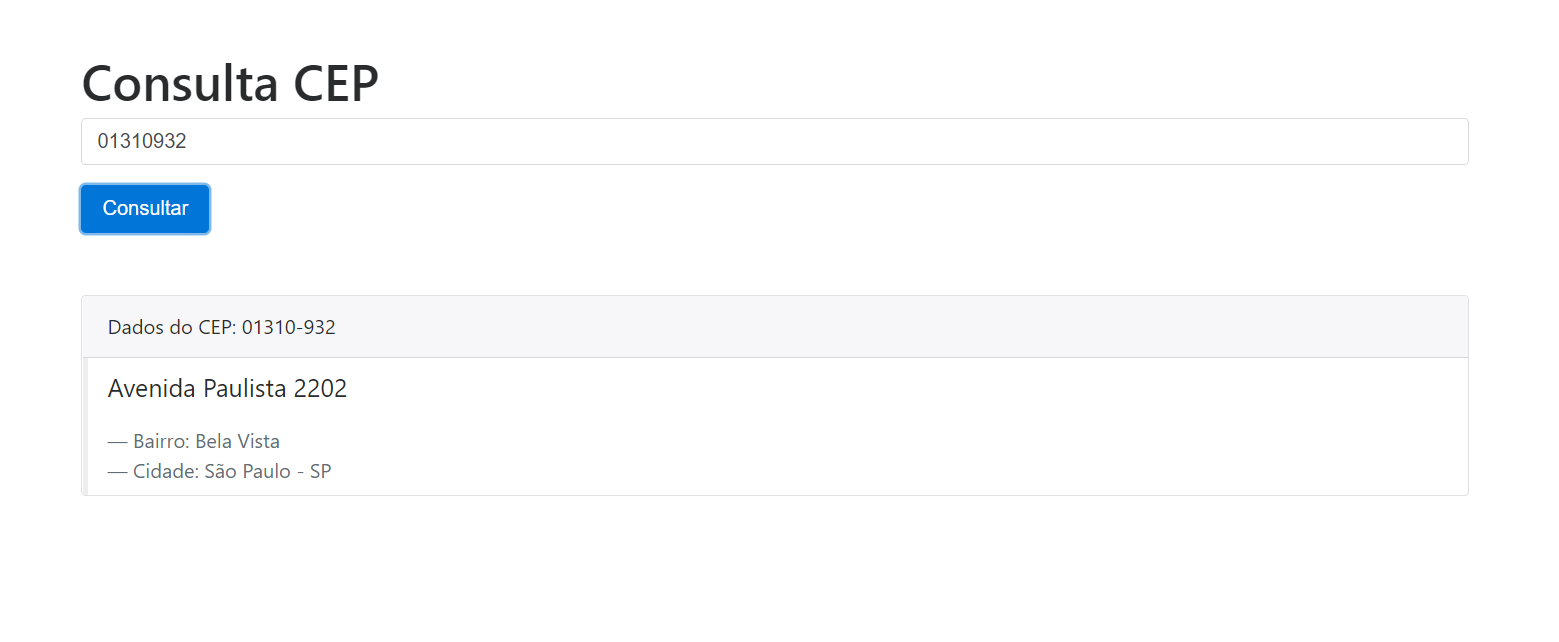 Consulta CEP
01310932
Consultar
Dados do CEP: 01310-932
Avenida Paulista 2202
— Bairro: Bela Vista
— Cidade: São Paulo - SP